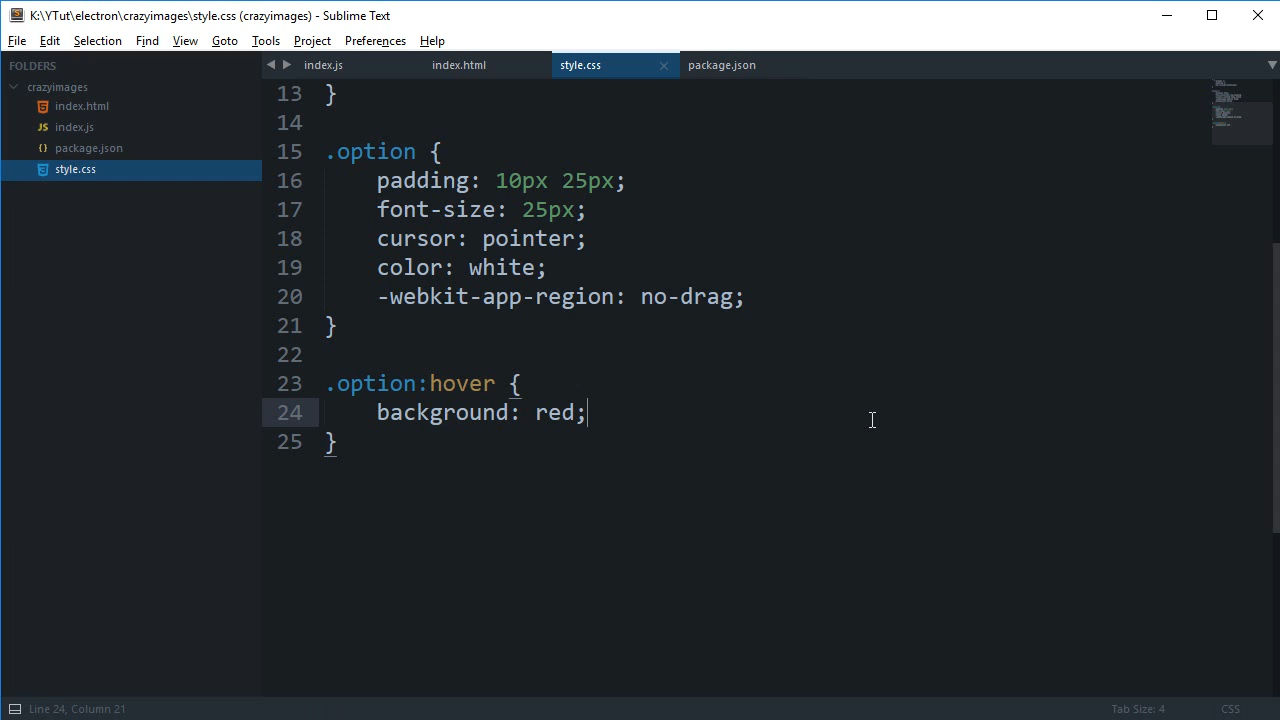 K:\YTut\electron\crazyimages\style.css (crazyimages) - Sublime Text
File Edit Selection Find View Goto Tools Project Preferences Help
FOLDERS
crazyimages
index.html
JS index.js
{} package.json
style.css
index.js index.html style.css package.json
13 }
14
15 .option {
16 padding: 10px 25px;
17 font-size: 25px;
18 cursor: pointer;
19 color: white;
20 -webkit-app-region: no-drag;
21 }
22
23 .option:hover {
24 background: red;
25 }
Line 24, Column 21
Tab Size: 4
CSS